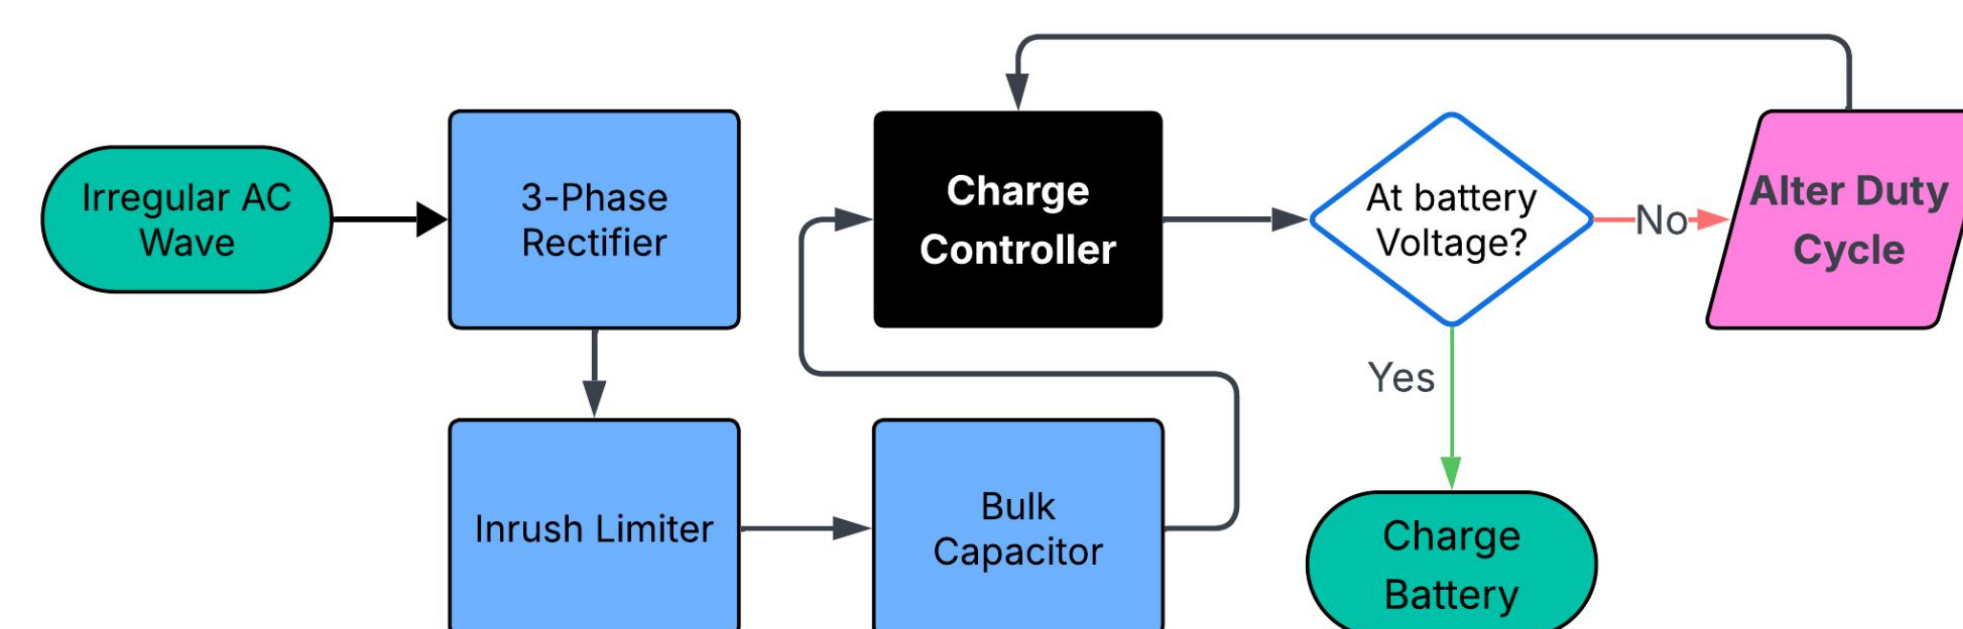 Irregular AC
Wave
3-Phase
Rectifier
Charge
Controller
At battery
Voltage?
No
Alter Duty
Cycle
Yes
Inrush Limiter
Bulk
Capacitor
Charge
Battery